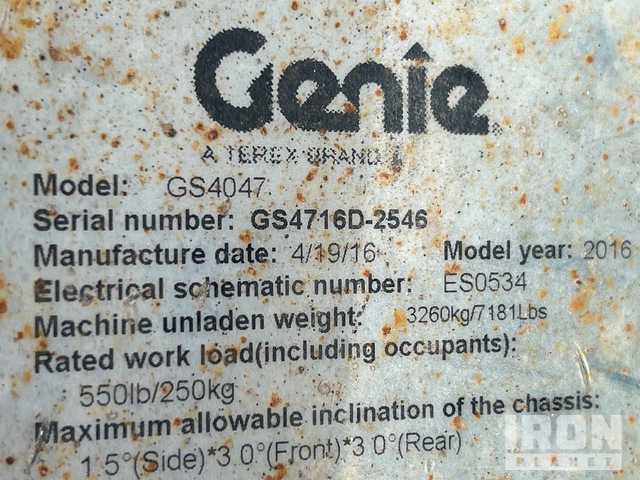 Genie
A TEREX BRAND
Model: GS4047
Serial number: GS4716D-2546
Manufacture date: 4/19/16 Model year: 2016
Electrical schematic number: ES0534
Machine unladen weight: 3260kg/7181Lbs
Rated work load(including occupants):
550lb/250kg
Maximum allowable inclination of the chassis:
1.5°(Side)*3.0°(Front)*3.0°(Rear)
IRON
PLANET